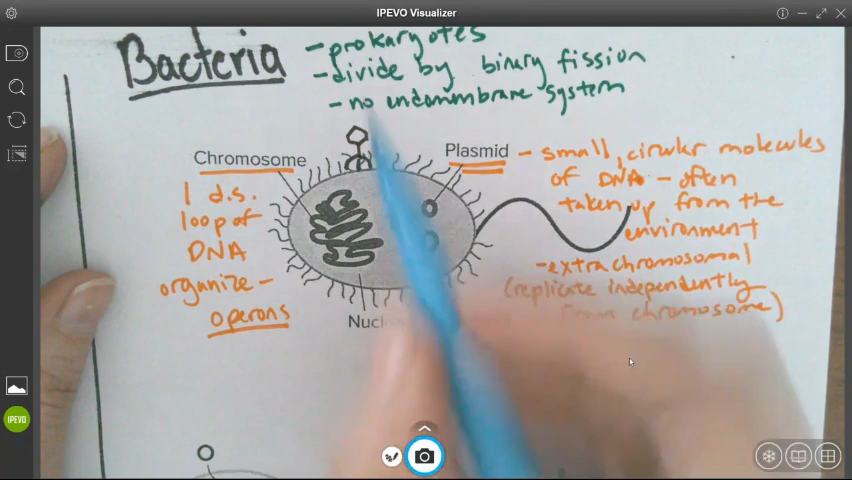 IPEVO Visualizer
Bacteria
- prokaryotes
- divide by binary fission
- no endomembrane system
Chromosome
1 d.s.
loop of
DNA
organize -
operons
Plasmid
- small, circular molecules
of DNA - often
taken up from the
environment
- extrachromosomal
(replicate independently
from chromosome)
IPEVO